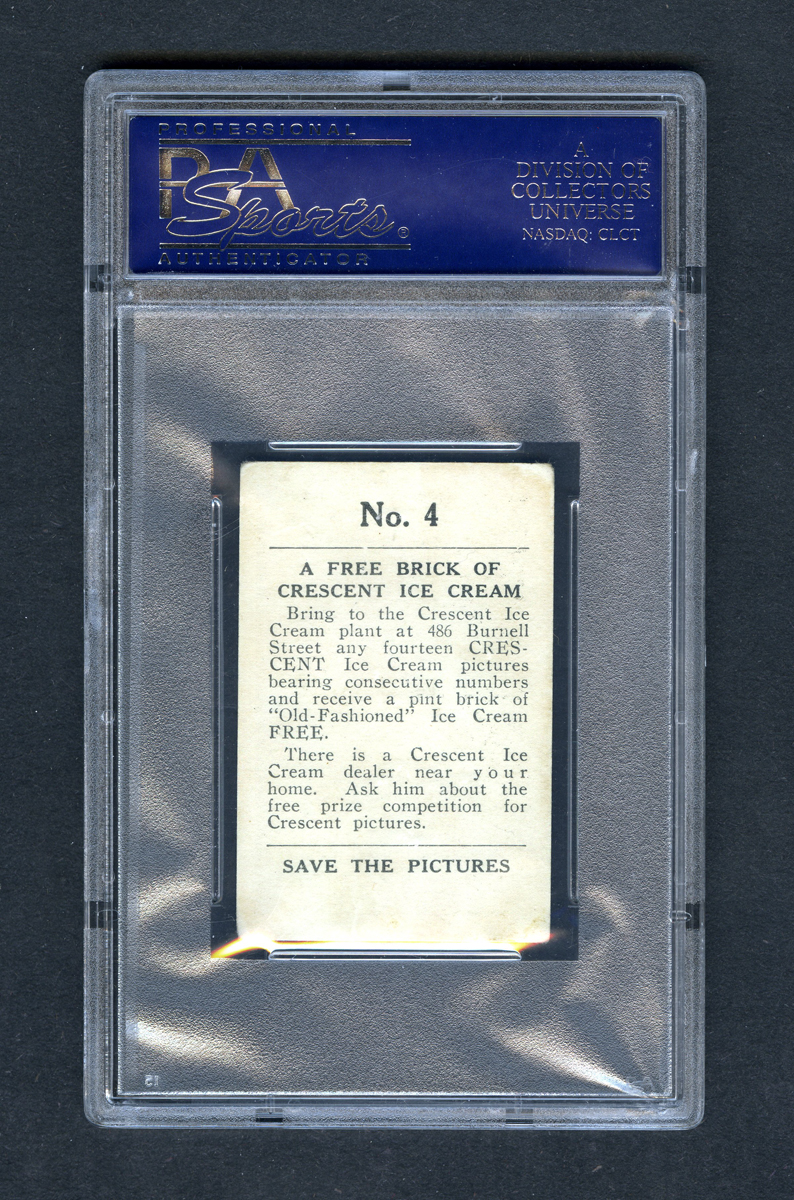 PROFESSIONAL
PSA
Sports®
AUTHENTICATOR
A
DIVISION OF
COLLECTORS
UNIVERSE
NASDAQ: CLCT
No. 4
A FREE BRICK OF
CRESCENT ICE CREAM
Bring to the Crescent Ice
Cream plant at 486 Burnell
Street any fourteen CRES-
CENT Ice Cream pictures
bearing consecutive numbers
and receive a pint brick of
“Old-Fashioned” Ice Cream
FREE.
There is a Crescent Ice
Cream dealer near your
home. Ask him about the
free prize competition for
Crescent pictures.
SAVE THE PICTURES